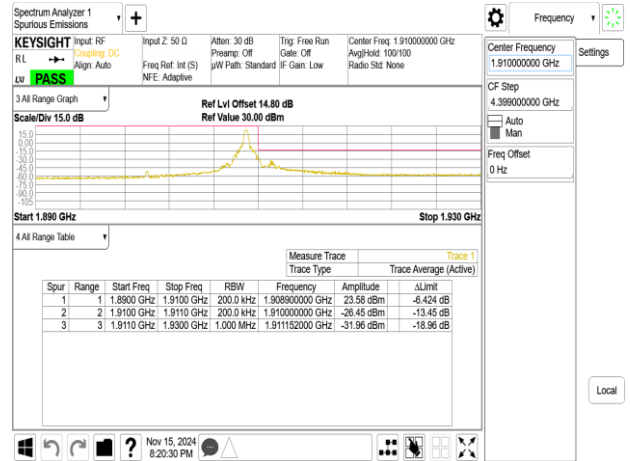 Spectrum Analyzer 1
Spurious Emissions
Frequency
KEYSIGHT
Input: RF
Coupling: DC
Align: Auto
Input Z: 50 Ω
Freq Ref: Int (S)
NFE: Adaptive
Atten: 30 dB
Preamp: Off
µW Path: Standard
Trig: Free Run
Gate: Off
IF Gain: Low
Center Freq: 1.910000000 GHz
Avg|Hold: 100/100
Radio Std: None
RL
LXI
PASS
Center Frequency
1.910000000 GHz
Settings
CF Step
4.399000000 GHz
Auto
Man
Freq Offset
0 Hz
3 All Range Graph
Scale/Div 15.0 dB
Ref Lvl Offset 14.80 dB
Ref Value 30.00 dBm
15.0
0.00
-15.0
-30.0
-45.0
-60.0
-75.0
-90.0
-105
Start 1.890 GHz
Stop 1.930 GHz
4 All Range Table
Measure Trace Trace 1
Trace Type Trace Average (Active)
Spur Range Start Freq Stop Freq RBW Frequency Amplitude ΔLimit
1 1 1.8900 GHz 1.9100 GHz 200.0 kHz 1.908900000 GHz 23.58 dBm -6.424 dB
2 2 1.9100 GHz 1.9110 GHz 200.0 kHz 1.910000000 GHz -26.45 dBm -13.45 dB
3 3 1.9110 GHz 1.9300 GHz 1.000 MHz 1.911152000 GHz -31.96 dBm -18.96 dB
Local
?
Nov 15, 2024
8:20:30 PM